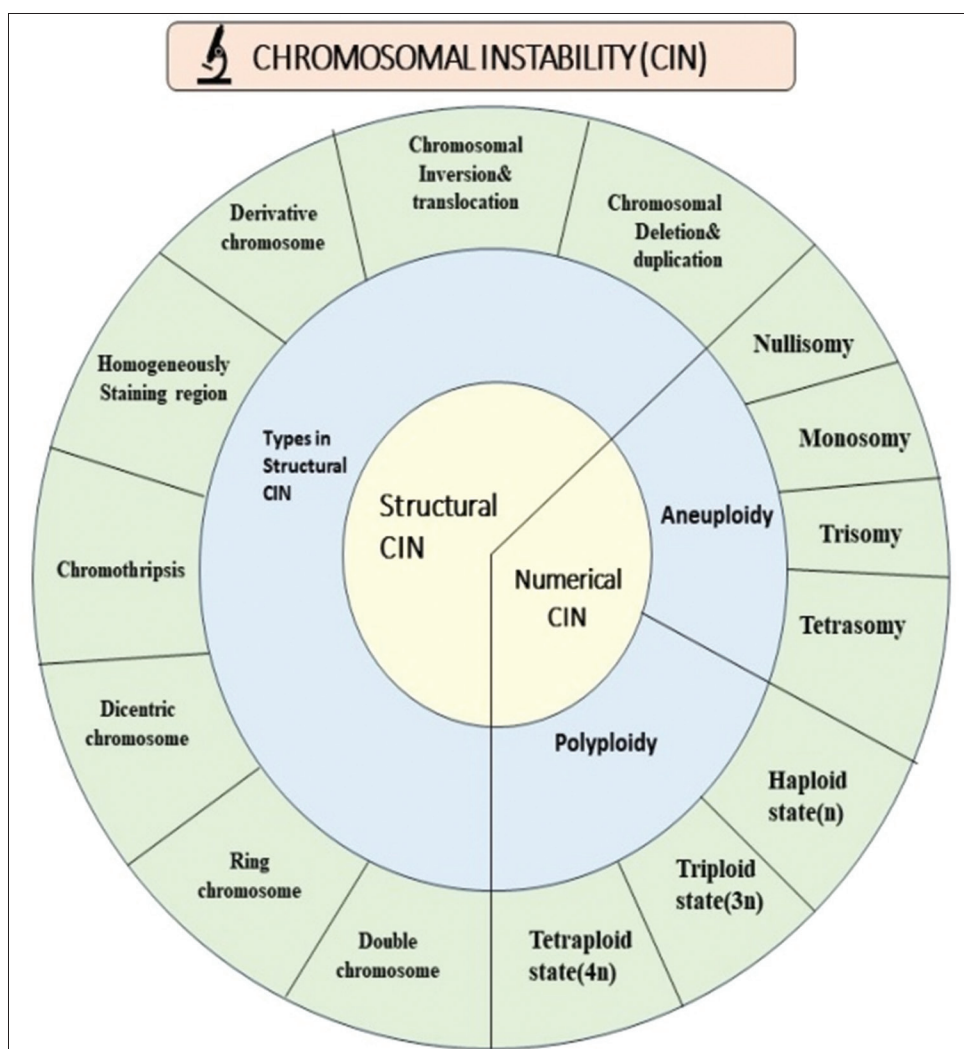 CHROMOSOMAL INSTABILITY (CIN)
Chromosomal
Inversion&
translocation
Chromosomal
Deletion&
duplication
Derivative
chromosome
Homogeneously
Staining region
Chromothripsis
Dicentric
chromosome
Ring
chromosome
Double
chromosome
Types in
Structural
CIN
Structural
CIN
Numerical
CIN
Aneuploidy
Nullisomy
Monosomy
Trisomy
Tetrasomy
Polyploidy
Haploid
state(n)
Triploid
state(3n)
Tetraploid
state(4n)